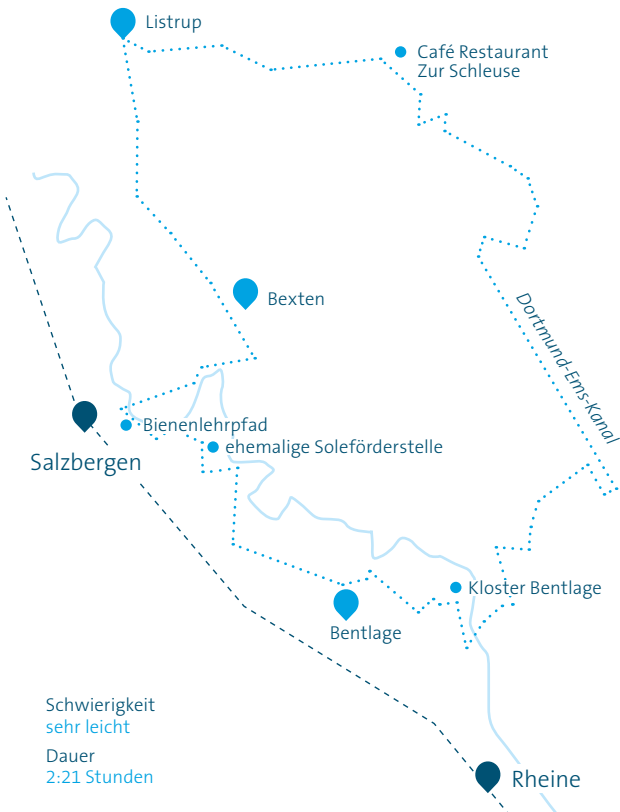 Listrup
Café Restaurant
Zur Schleuse
Bexten
Dortmund-Ems-Kanal
Bienenlehrpfad
ehemalige Soleförderstelle
Salzbergen
Kloster Bentlage
Bentlage
Schwierigkeit
sehr leicht
Dauer
2:21 Stunden
Rheine